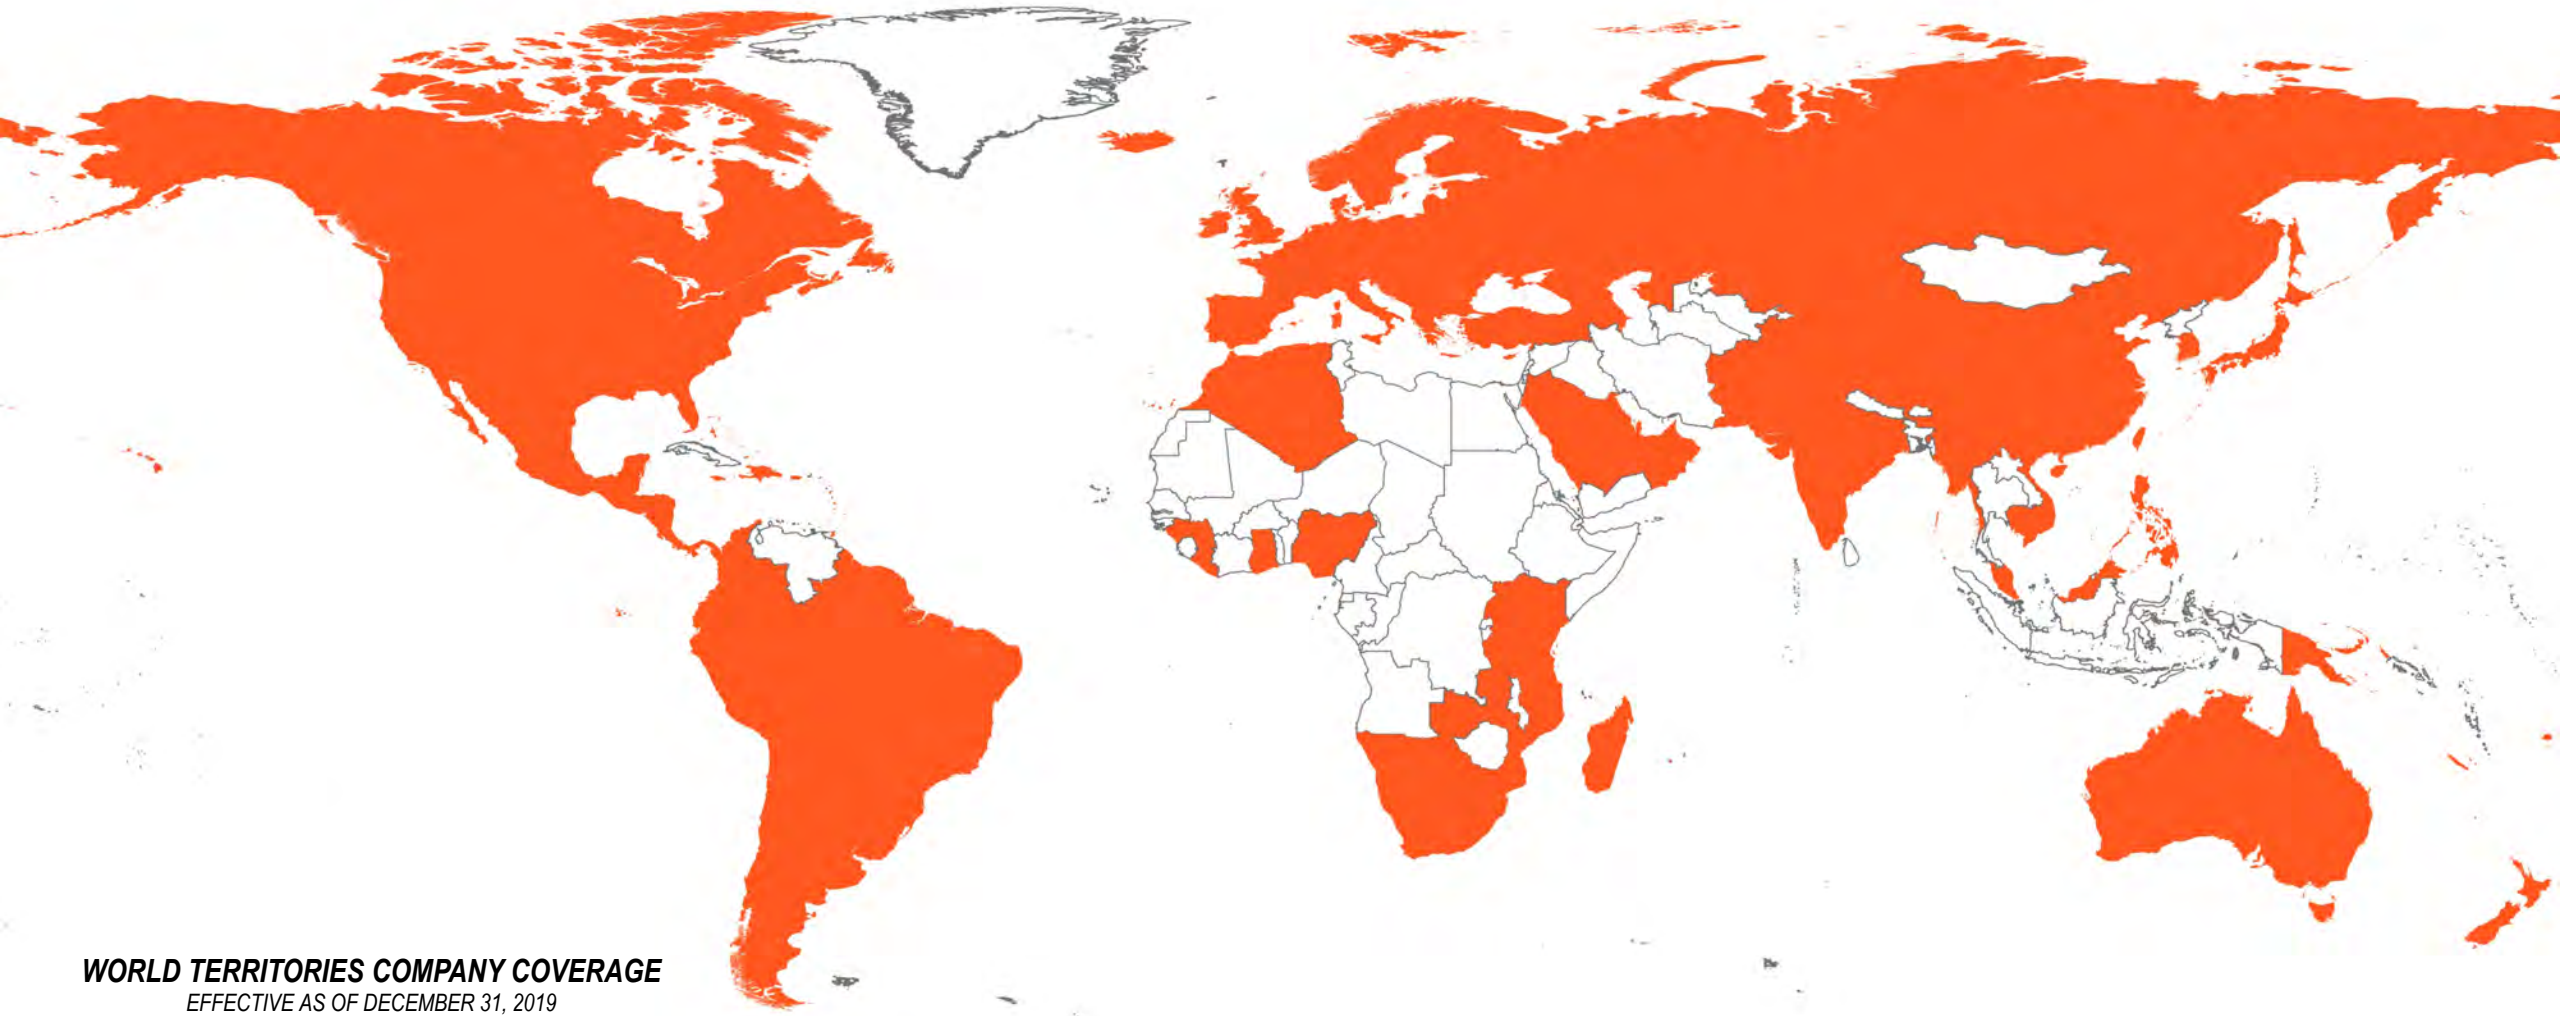 WORLD TERRITORIES COMPANY COVERAGE
EFFECTIVE AS OF DECEMBER 31, 2019